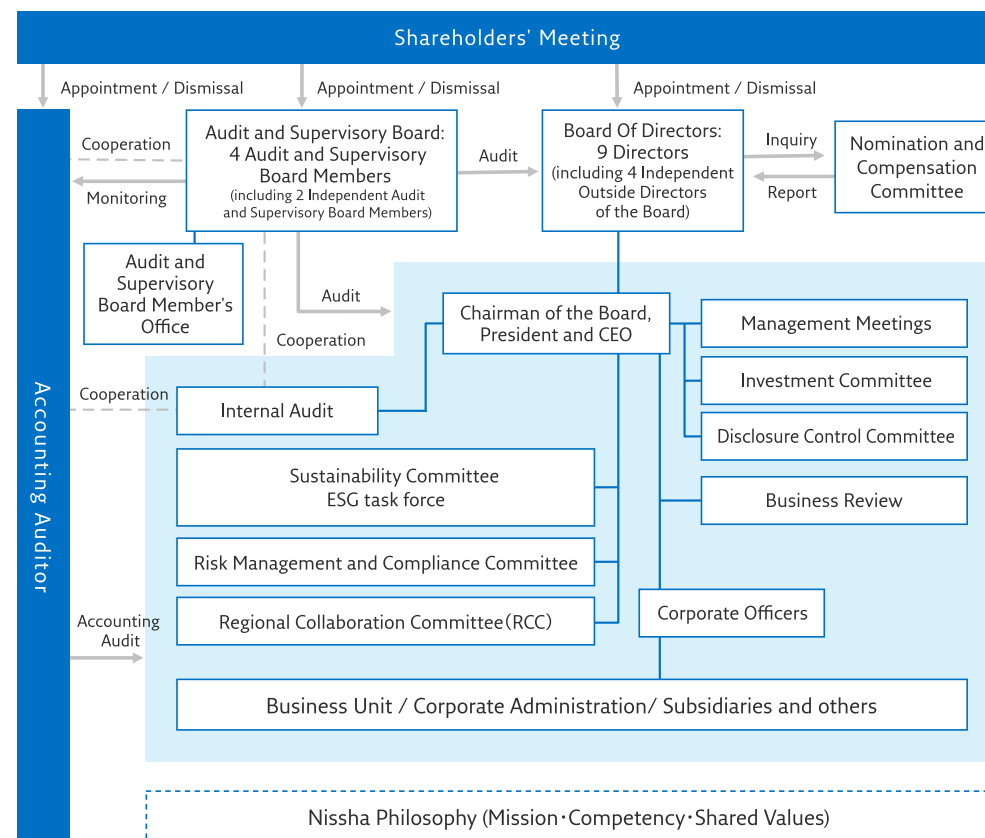 Shareholders' Meeting
Appointment / Dismissal
Appointment / Dismissal
Appointment / Dismissal
Accounting Auditor
Cooperation
Monitoring
Audit and Supervisory Board:
4 Audit and Supervisory
Board Members
(including 2 Independent Audit
and Supervisory Board Members)
Audit
Board Of Directors:
9 Directors
(including 4 Independent
Outside Directors
of the Board)
Inquiry
Report
Nomination and
Compensation
Committee
Audit and
Supervisory
Board Member's
Office
Audit
Cooperation
Chairman of the Board,
President and CEO
Management Meetings
Investment Committee
Disclosure Control Committee
Business Review
Cooperation
Internal Audit
Sustainability Committee
ESG task force
Risk Management and Compliance Committee
Regional Collaboration Committee(RCC)
Corporate Officers
Accounting
Audit
Business Unit / Corporate Administration/ Subsidiaries and others
Nissha Philosophy (Mission・Competency・Shared Values)